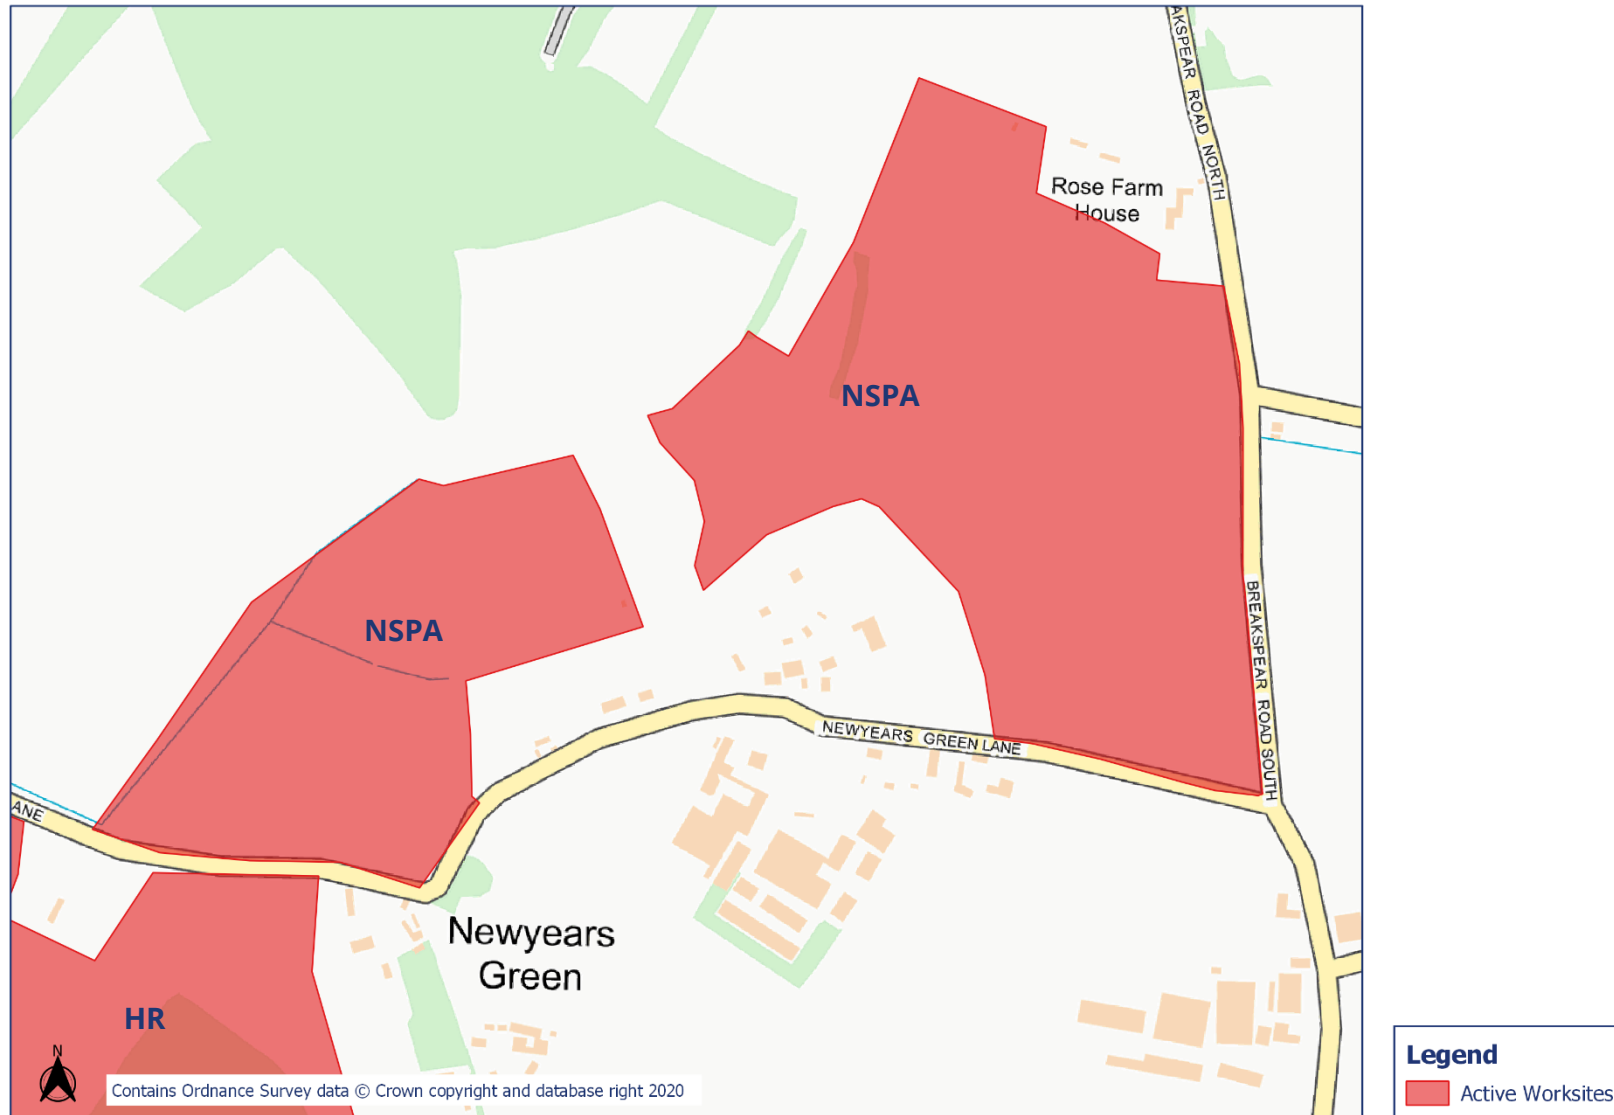 AKSPEAR ROAD NORTH
Rose Farm
House
NSPA
NSPA
BREAKSPEAR ROAD SOUTH
NEWYEARS GREEN LANE
ANE
Newyears
Green
HR
N
Contains Ordnance Survey data © Crown copyright and database right 2020
Legend
Active Worksites